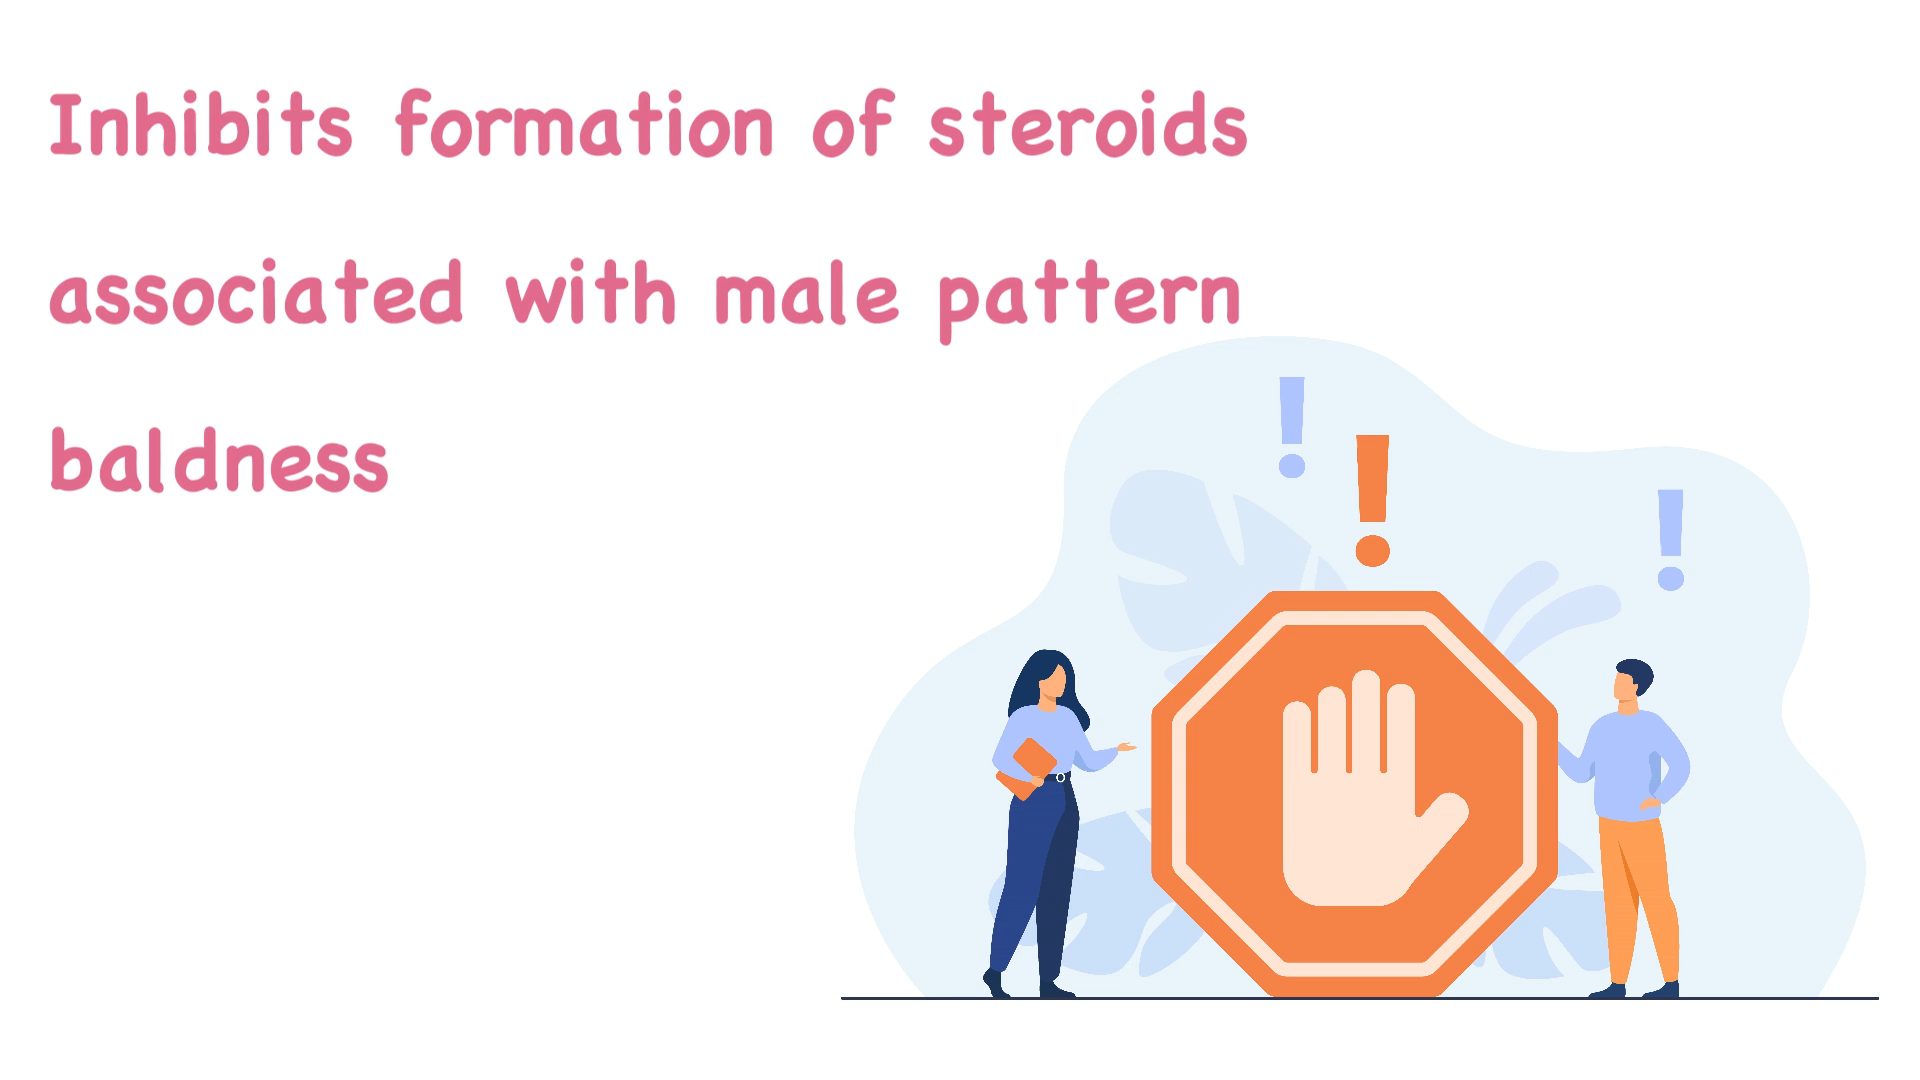 Inhibits formation of steroids
associated with male pattern
baldness